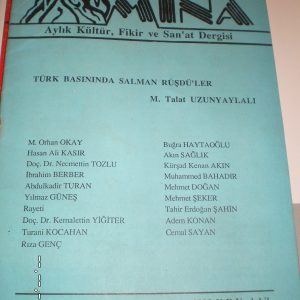 MINA
Aylık Kültür, Fikir ve San'at Dergisi
TÜRK BASININDA SALMAN RÜŞDÜ'LER
M. Talat UZUNYAYLALI
M. Orhan OKAY
Hasan Ali KASIR
Doç. Dr. Necmettin TOZLU
İbrahim BERBER
Abdulkadir TURAN
Yılmaz GÜNEŞ
Rayeti
Doç. Dr. Kemalettin YİĞİTER
Turani KOCAHAN
Rıza GENÇ
Buğra HAYTAOĞLU
Akın SAĞLIK
Kürşad Kenan AKIN
Muhammed BAHADIR
Mehmet DOĞAN
Mehmet ŞEKER
Tahir Erdoğan ŞAHİN
Adem KONAN
Cemal SAYAN